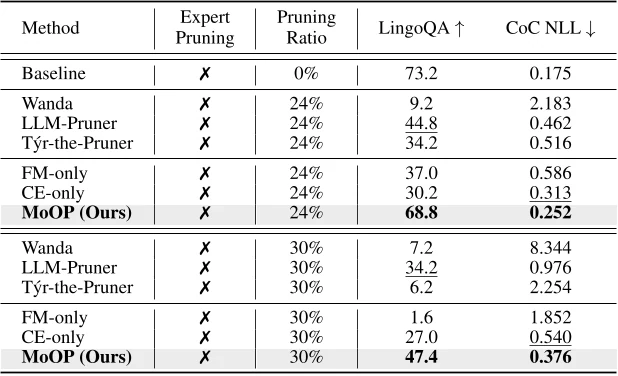 Method Expert Pruning Pruning Ratio LingoQA ↑ CoC NLL ↓
Baseline ✗ 0% 73.2 0.175
Wanda ✗ 24% 9.2 2.183
LLM-Pruner ✗ 24% 44.8 0.462
Týr-the-Pruner ✗ 24% 34.2 0.516
FM-only ✗ 24% 37.0 0.586
CE-only ✗ 24% 30.2 0.313
MoOP (Ours) ✗ 24% 68.8 0.252
Wanda ✗ 30% 7.2 8.344
LLM-Pruner ✗ 30% 34.2 0.976
Týr-the-Pruner ✗ 30% 6.2 2.254
FM-only ✗ 30% 1.6 1.852
CE-only ✗ 30% 27.0 0.540
MoOP (Ours) ✗ 30% 47.4 0.376